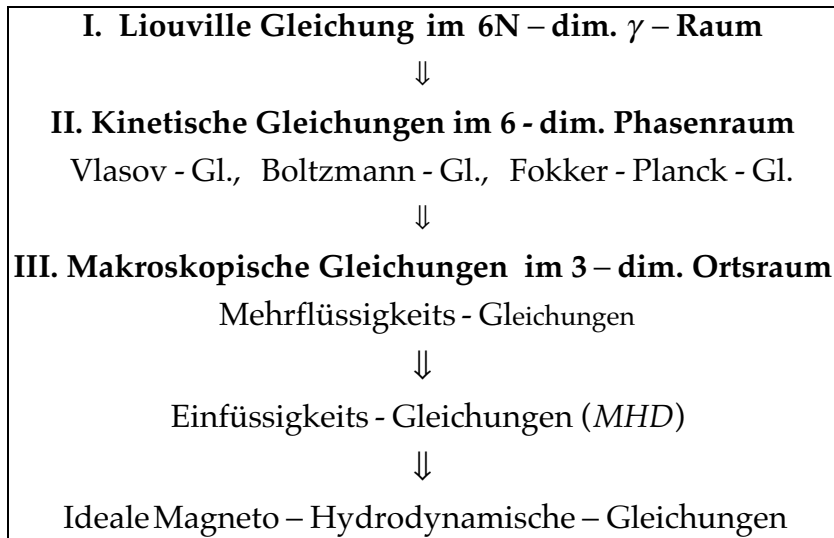 I. Liouville Gleichung im 6N – dim. γ – Raum
⇓
II. Kinetische Gleichungen im 6 - dim. Phasenraum
Vlasov - Gl., Boltzmann - Gl., Fokker - Planck - Gl.
⇓
III. Makroskopische Gleichungen im 3 – dim. Ortsraum
Mehrflüssigkeits - Gleichungen
⇓
Einfüssigkeits - Gleichungen (MHD)
⇓
Ideale Magneto – Hydrodynamische – Gleichungen